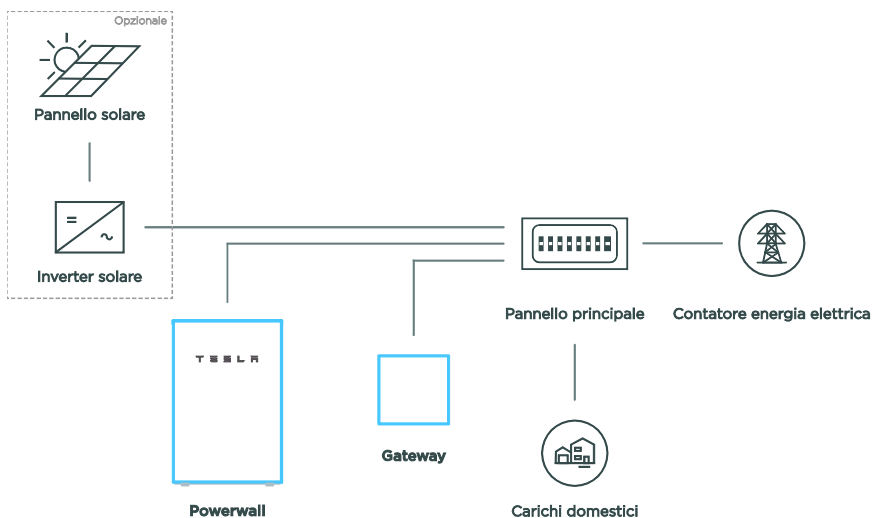 Opzionale
Pannello solare
Inverter solare
Pannello principale
Contatore energia elettrica
TESLA
Gateway
Powerwall
Carichi domestici